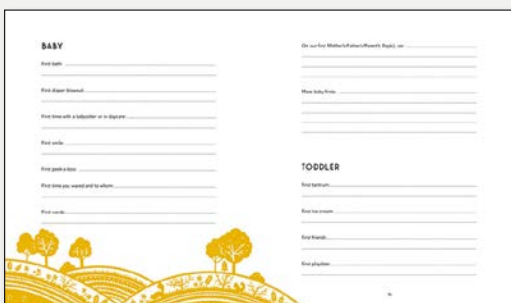 BABY
First bath:
First diaper blowout:
First time with a babysitter or in daycare:
First smile:
First peek-a-boo:
First time you waved and to whom:
First words:
On our first Mother's/Father's/Parent's Day(s), we:
More baby firsts:
TODDLER
First tantrum:
First ice cream:
First friends:
First playdate: